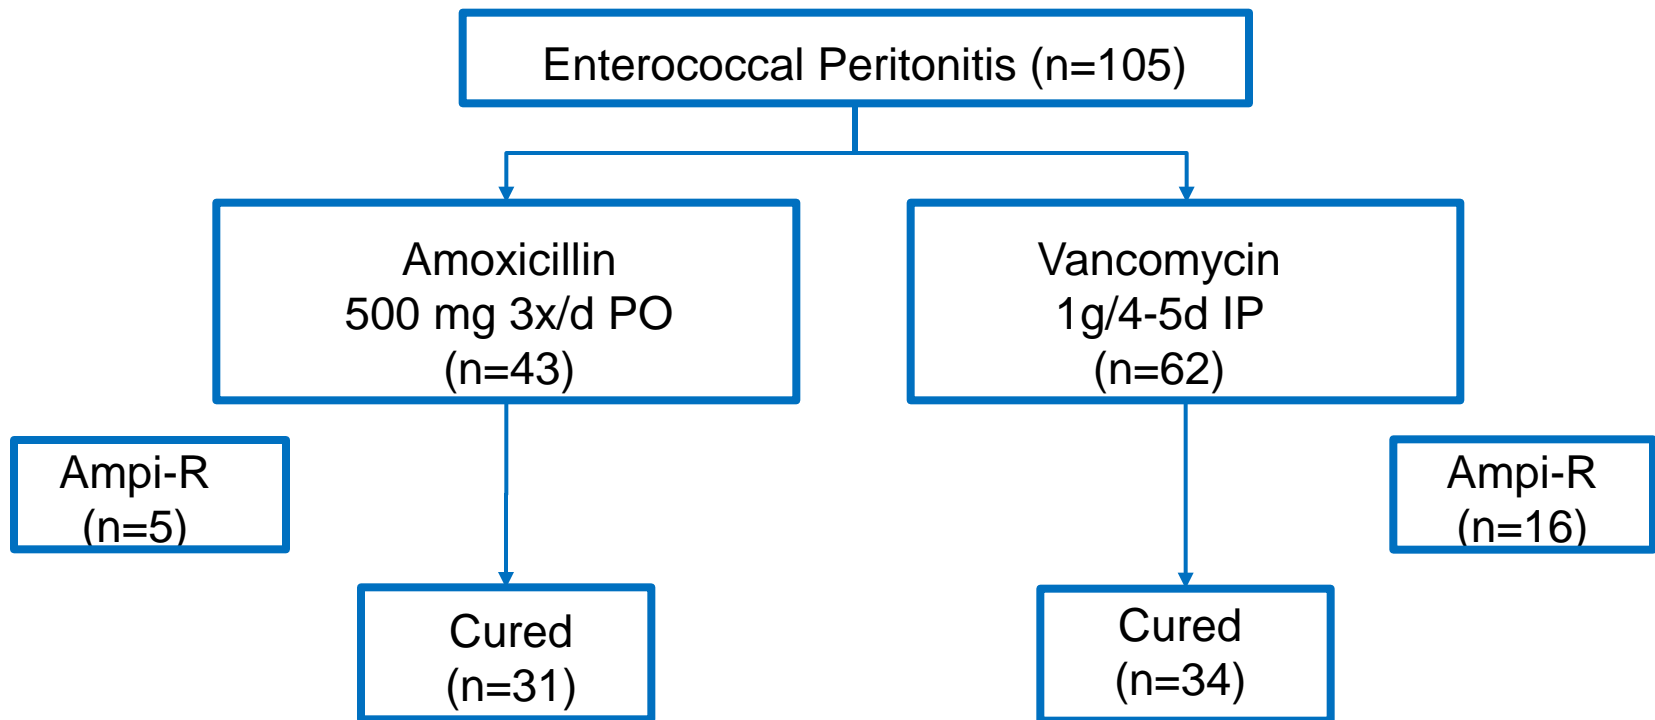 Enterococcal Peritonitis (n=105)
Amoxicillin
500 mg 3x/d PO
(n=43)
Vancomycin
1g/4-5d IP
(n=62)
Ampi-R
(n=5)
Ampi-R
(n=16)
Cured
(n=31)
Cured
(n=34)